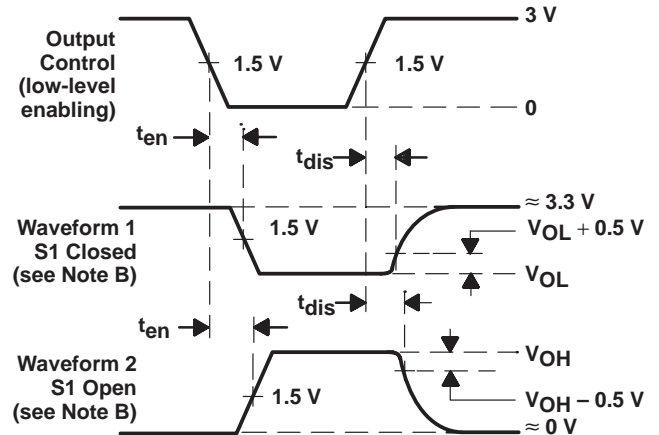 Output
Control
(low-level
enabling)
1.5 V
1.5 V
3 V
0
ten
tdis
Waveform 1
S1 Closed
(see Note B)
1.5 V
≈ 3.3 V
VOL + 0.5 V
VOL
ten
tdis
Waveform 2
S1 Open
(see Note B)
1.5 V
VOH
VOH – 0.5 V
≈ 0 V